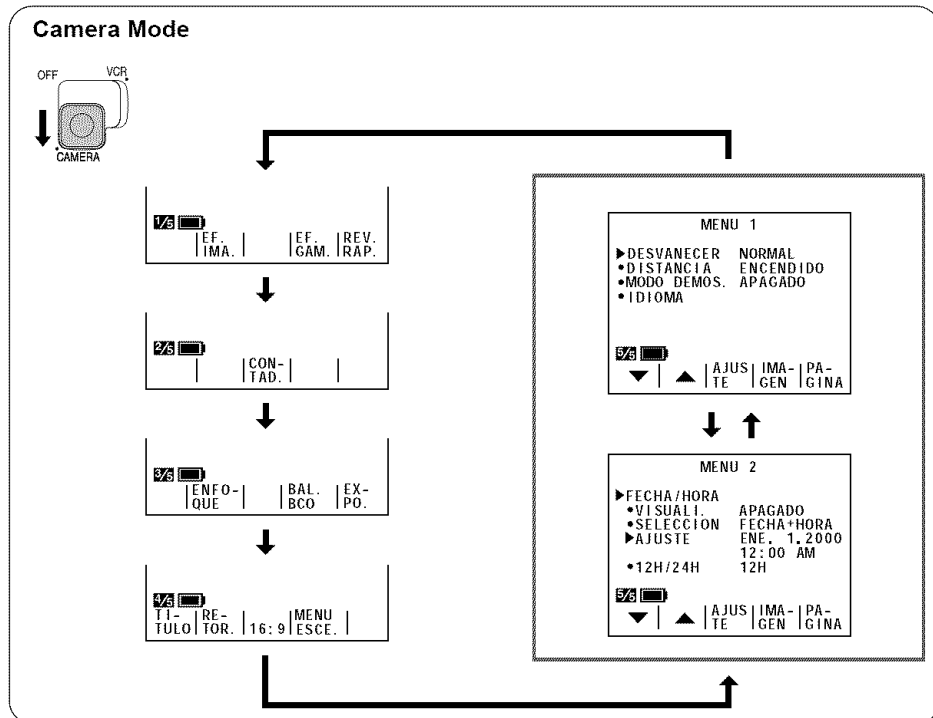 Camera Mode
OFF VCR
CAMERA
1/5
EF. IMA. EF. GAM. REV. RAP.
2/5
CON- TAD.
3/5
ENFO- QUE BAL. BCO EX- PO.
4/5
TI- TULO RE- TOR. 16:9 MENU ESCE.
MENU 1
DESVANECER NORMAL
DISTANCIA ENCENDIDO
MODO DEMOS. APAGADO
IDIOMA
5/5
AJUS TE IMA- GEN PA- GINA
MENU 2
FECHA/HORA
VISUALI. APAGADO
SELECCION FECHA+HORA
AJUSTE ENE. 1.2000
12:00 AM
12H/24H 12H
5/5
AJUS TE IMA- GEN PA- GINA